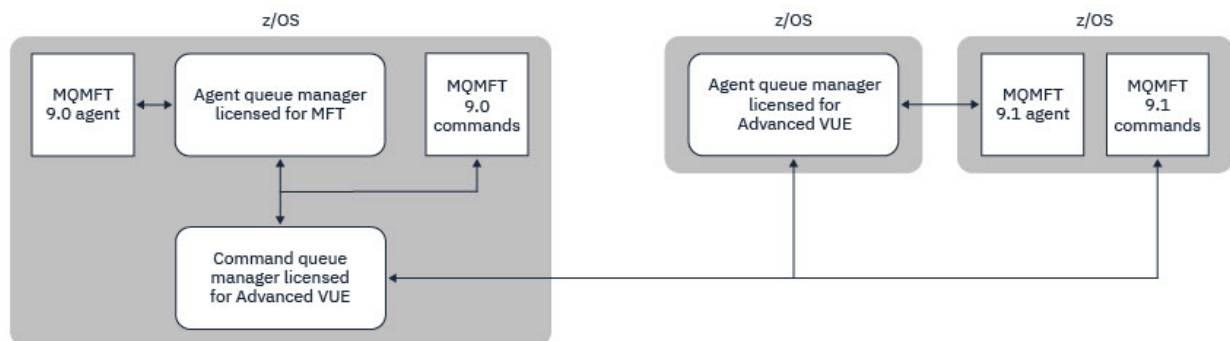 z/OS
MQMFT
9.0 agent
Agent queue manager
licensed for MFT
MQMFT
9.0
commands
Command queue
manager licensed
for Advanced VUE
z/OS
Agent queue manager
licensed for
Advanced VUE
z/OS
MQMFT
9.1 agent
MQMFT
9.1
commands